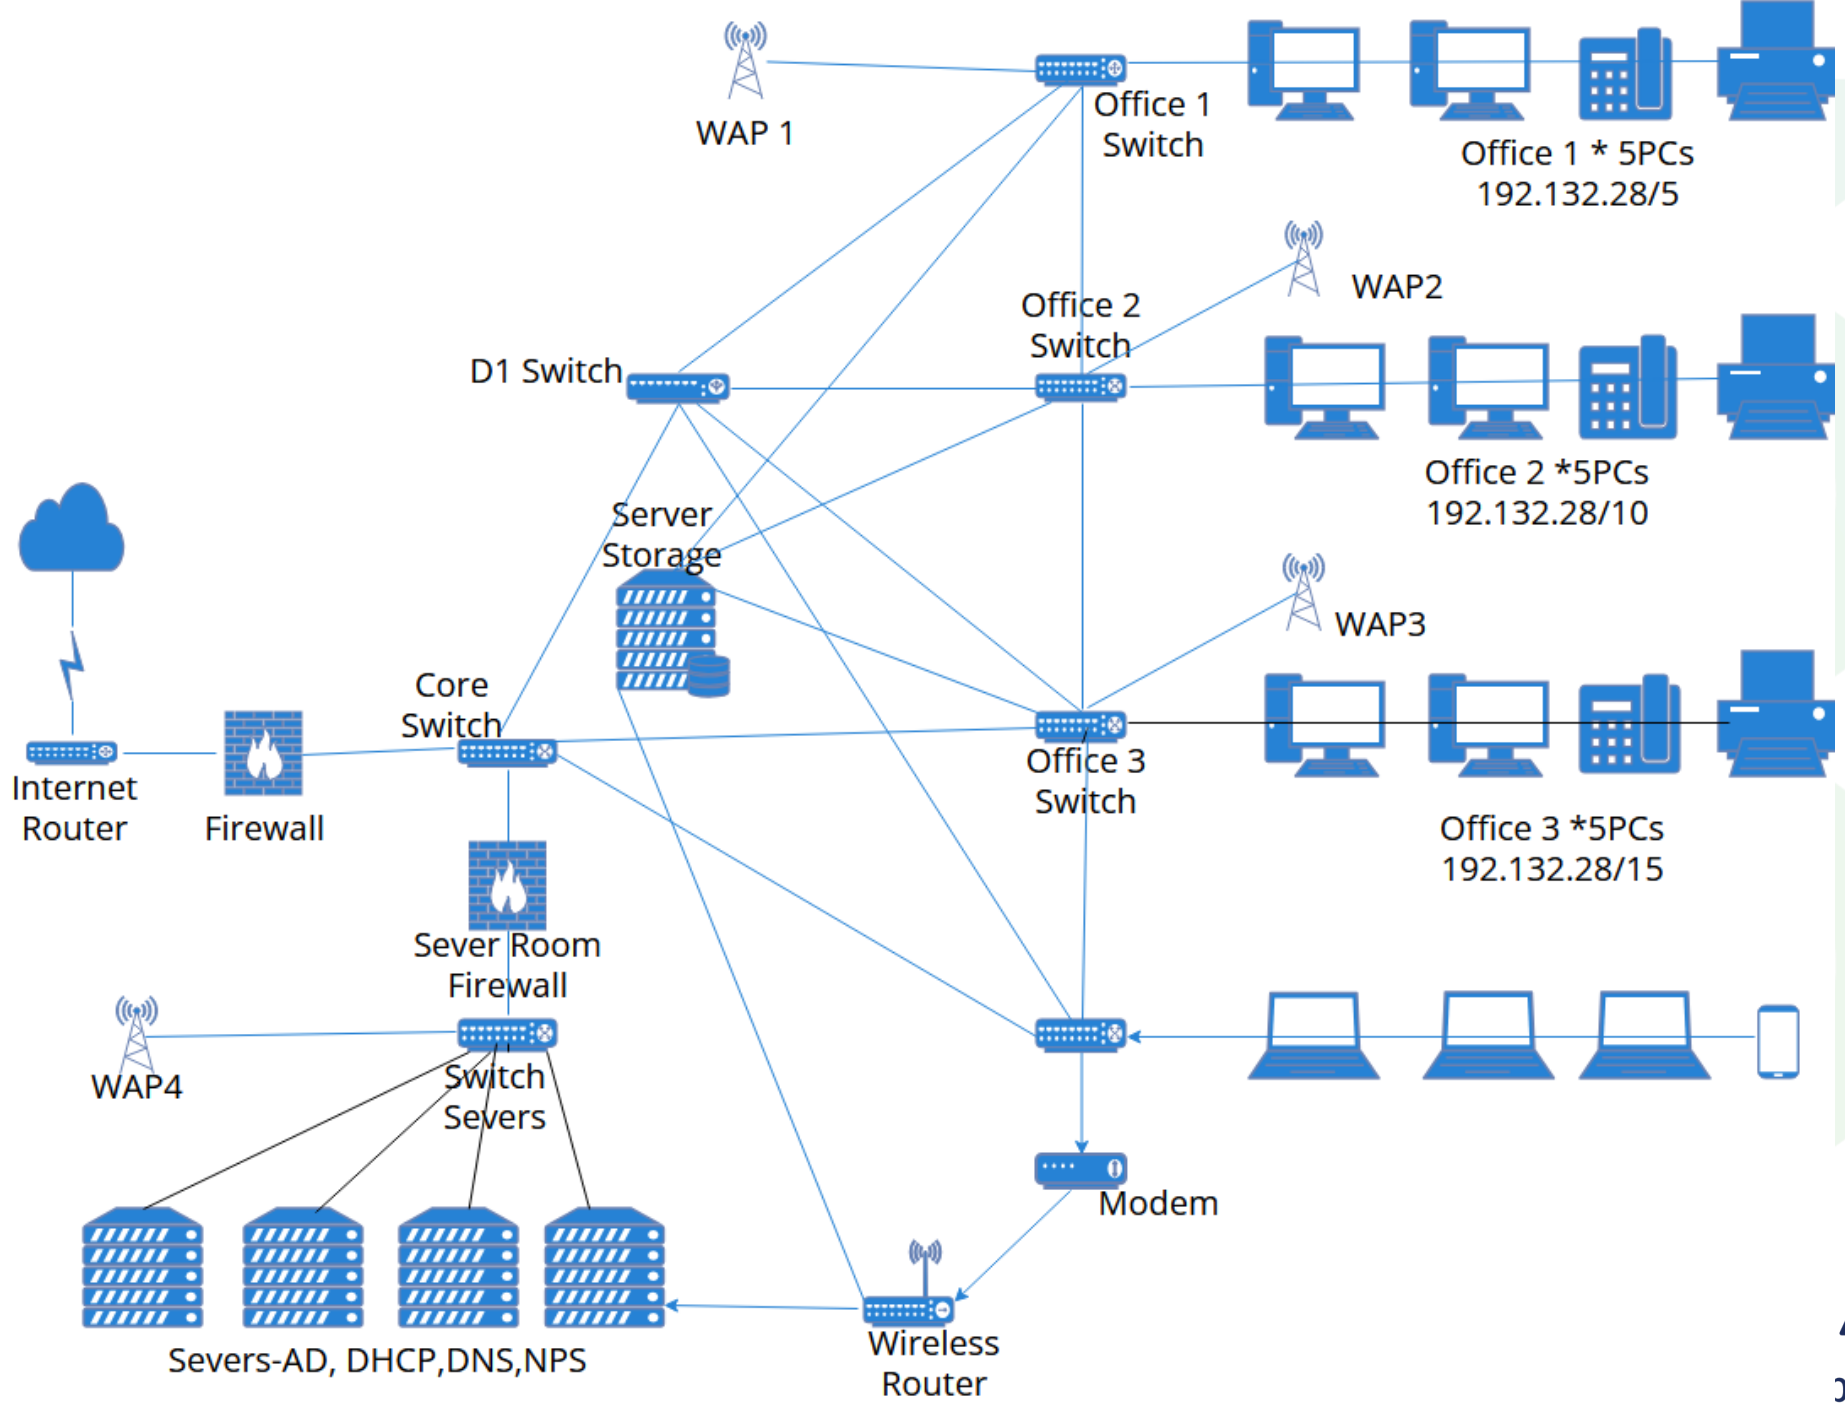 WAP 1
Office 1
Switch
Office 1 * 5PCs
192.132.28/5
WAP2
Office 2
Switch
D1 Switch
Office 2 *5PCs
192.132.28/10
Server
Storage
WAP3
Core
Switch
Internet
Router
Firewall
Office 3
Switch
Office 3 *5PCs
192.132.28/15
Sever Room
Firewall
WAP4
Switch
Severs
Modem
Severs-AD, DHCP,DNS,NPS
Wireless
Router